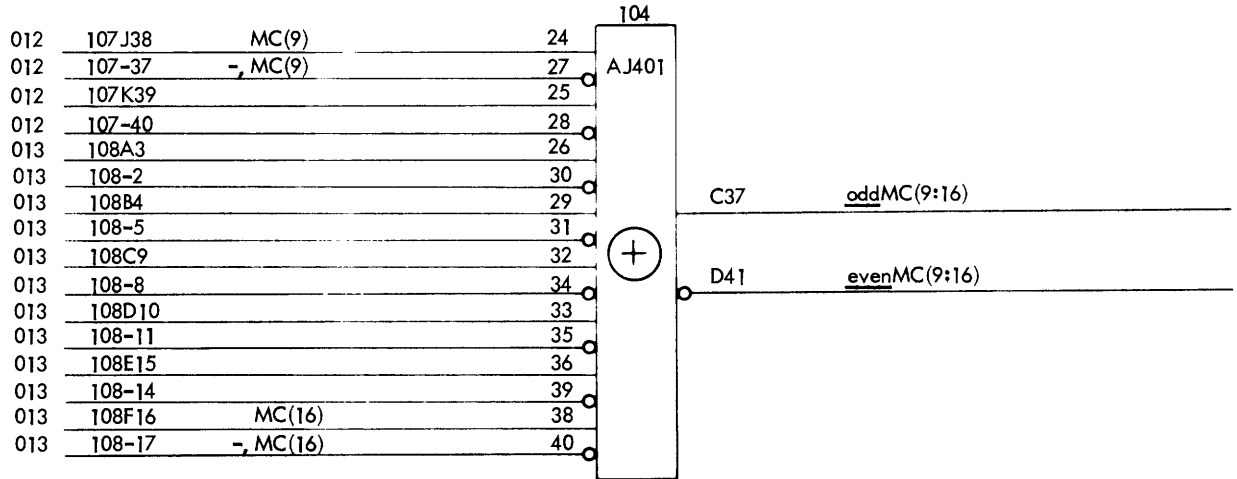 104
012 107J38 MC(9) 24
012 107-37 -, MC(9) 27 AJ401
012 107K39 25
012 107-40 28
013 108A3 26
013 108-2 30
013 108B4 29 C37 oddMC(9:16)
013 108-5 31
013 108C9 32 +
013 108-8 34 D41 evenMC(9:16)
013 108D10 33
013 108-11 35
013 108E15 36
013 108-14 39
013 108F16 MC(16) 38
013 108-17 -, MC(16) 40